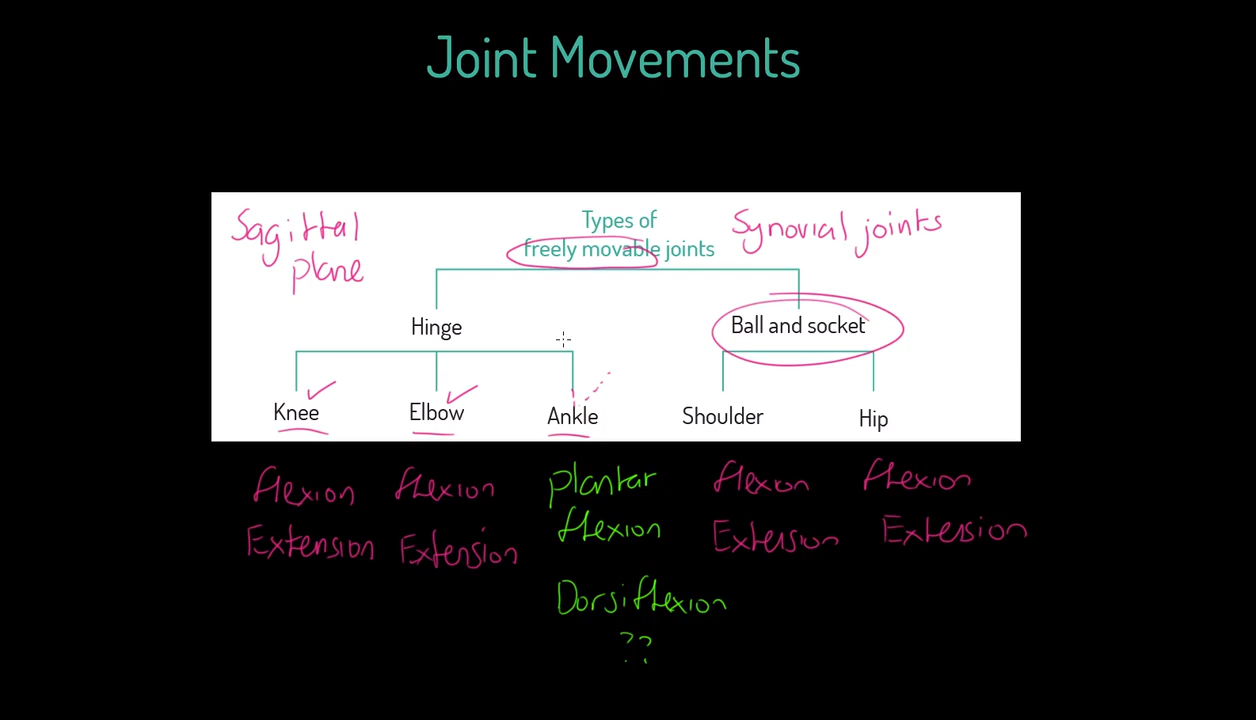 Joint Movements
Sagittal
plane
Types of
freely movable joints
Synovial joints
Hinge
Ball and socket
Knee
Elbow
Ankle
Shoulder
Hip
flexion
Extension
flexion
Extension
plantar
flexion
Dorsiflexion
??
flexion
Extension
flexion
Extension